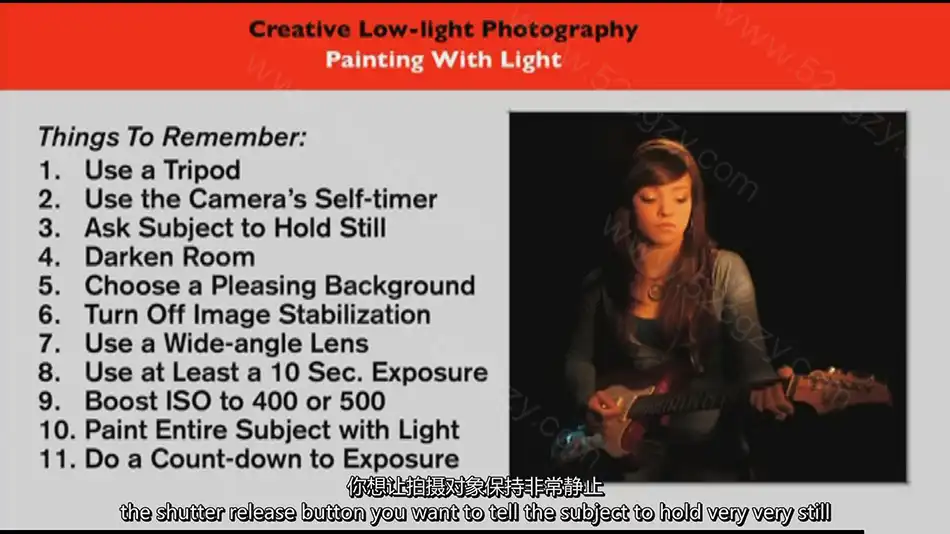 Creative Low-light Photography
Painting With Light
Things To Remember:
1. Use a Tripod
2. Use the Camera's Self-timer
3. Ask Subject to Hold Still
4. Darken Room
5. Choose a Pleasing Background
6. Turn Off Image Stabilization
7. Use a Wide-angle Lens
8. Use at Least a 10 Sec. Exposure
9. Boost ISO to 400 or 500
10. Paint Entire Subject with Light
11. Do a Count-down to Exposure
你想让拍摄对象保持非常静止
the shutter release button you want to tell the subject to hold very very still